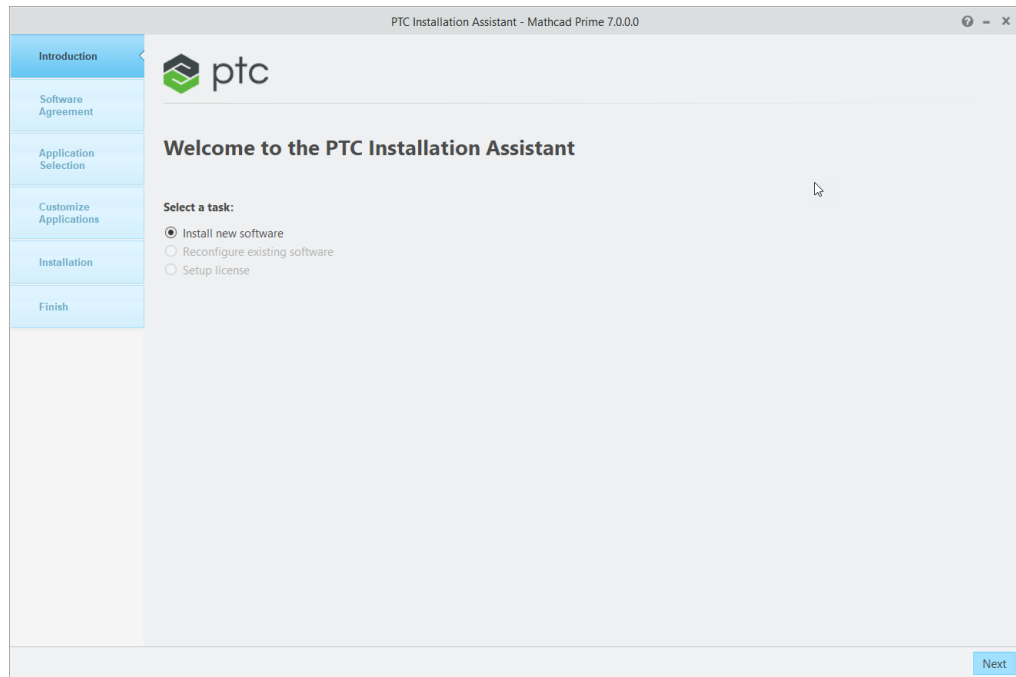 PTC Installation Assistant - Mathcad Prime 7.0.0.0
Introduction
Software
Agreement
Application
Selection
Customize
Applications
Installation
Finish
ptc
Welcome to the PTC Installation Assistant
Select a task:
Install new software
Reconfigure existing software
Setup license
Next